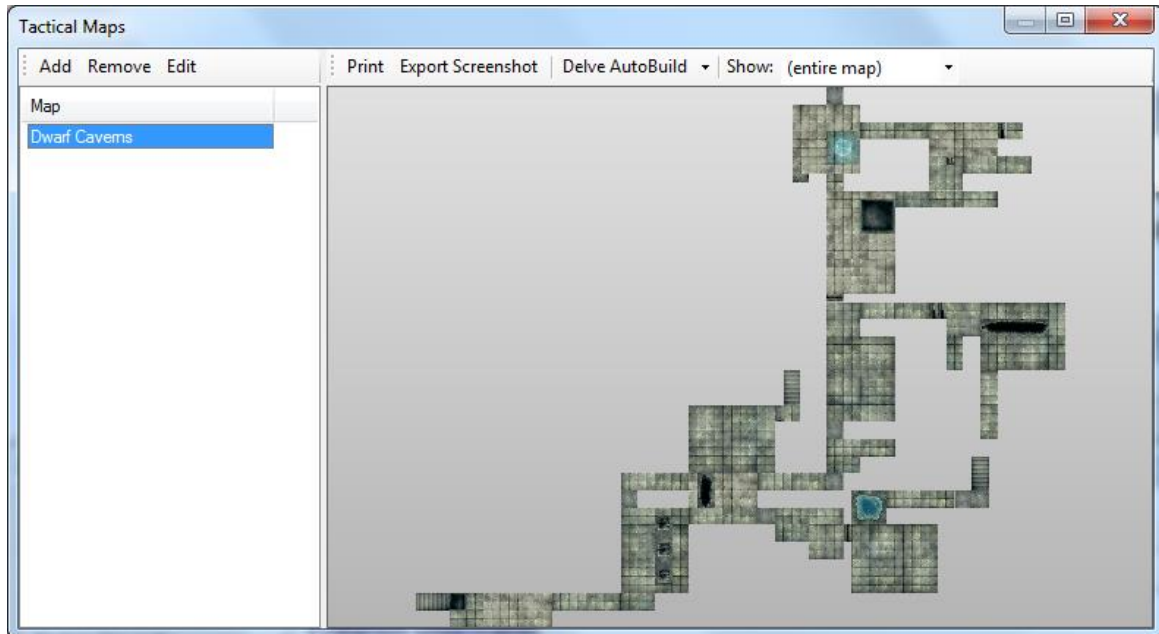 Tactical Maps
Add Remove Edit
Print Export Screenshot Delve AutoBuild Show: (entire map)
Map
Dwarf Caverns